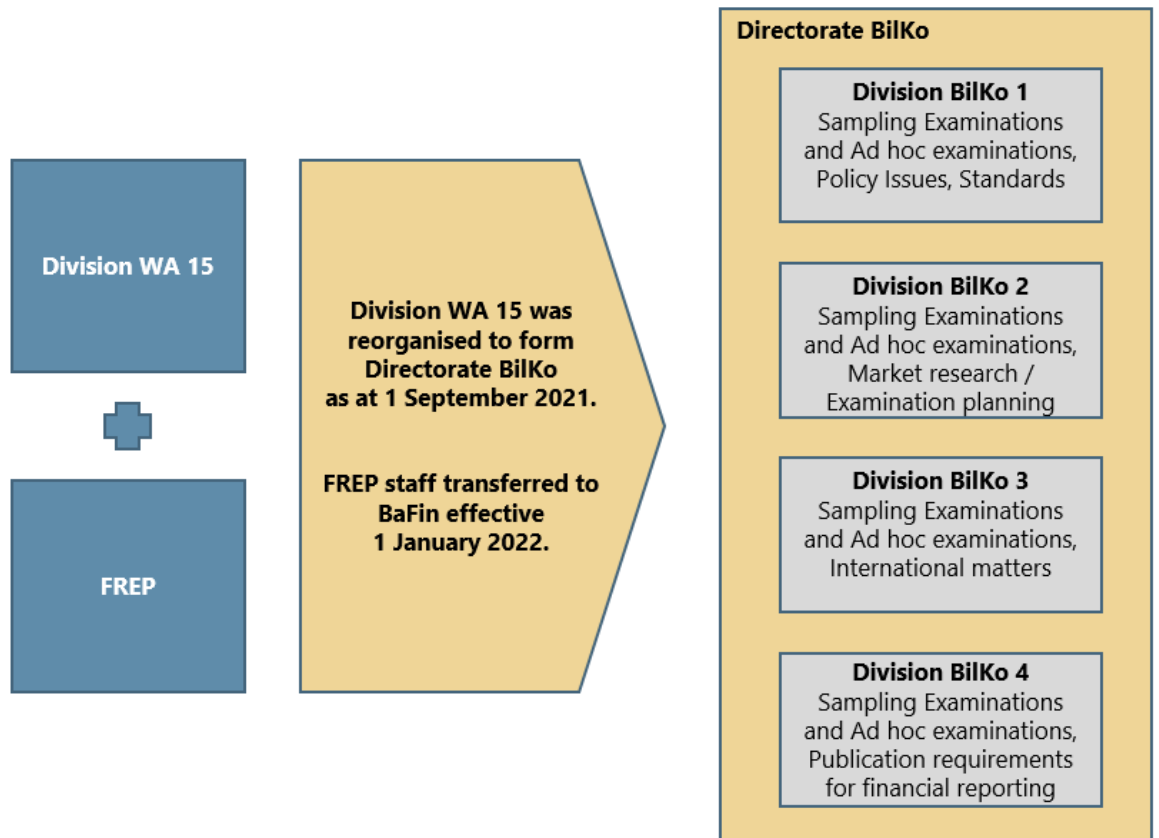 Division WA 15
FREP
Division WA 15 was
reorganised to form
Directorate BilKo
as at 1 September 2021.
FREP staff transferred to
BaFin effective
1 January 2022.
Directorate BilKo
Division BilKo 1
Sampling Examinations
and Ad hoc examinations,
Policy Issues, Standards
Division BilKo 2
Sampling Examinations
and Ad hoc examinations,
Market research /
Examination planning
Division BilKo 3
Sampling Examinations
and Ad hoc examinations,
International matters
Division BilKo 4
Sampling Examinations
and Ad hoc examinations,
Publication requirements
for financial reporting